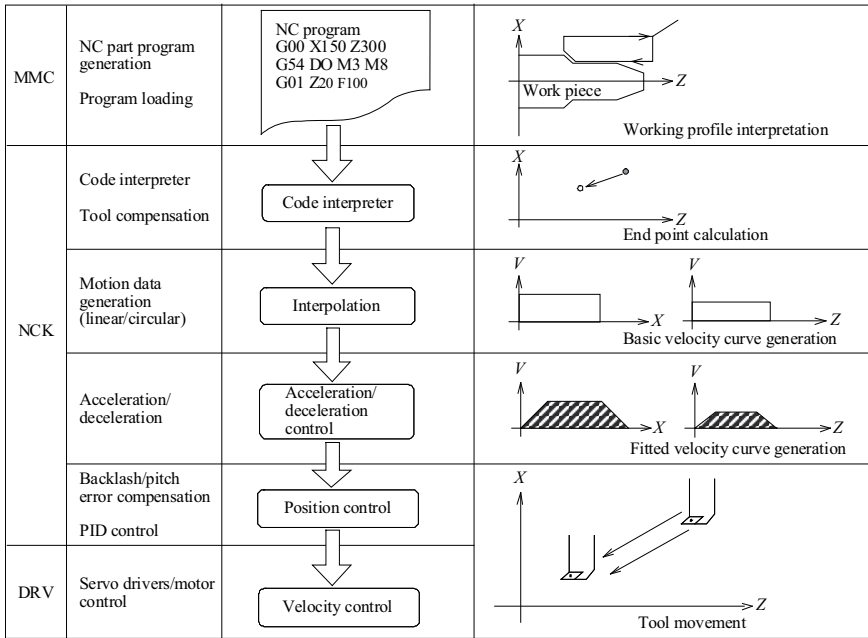 MMC
NC part program
generation
Program loading
NC program
G00 X150 Z300
G54 DO M3 M8
G01 Z20 F100
X
Z
Work piece
Working profile interpretation
NCK
Code interpreter
Tool compensation
Code interpreter
X
Z
End point calculation
Motion data
generation
(linear/circular)
Interpolation
V
X
V
Z
Basic velocity curve generation
Acceleration/
deceleration
Acceleration/
deceleration
control
V
X
V
Z
Fitted velocity curve generation
Backlash/pitch
error compensation
PID control
Position control
X
Z
Tool movement
DRV
Servo drivers/motor
control
Velocity control